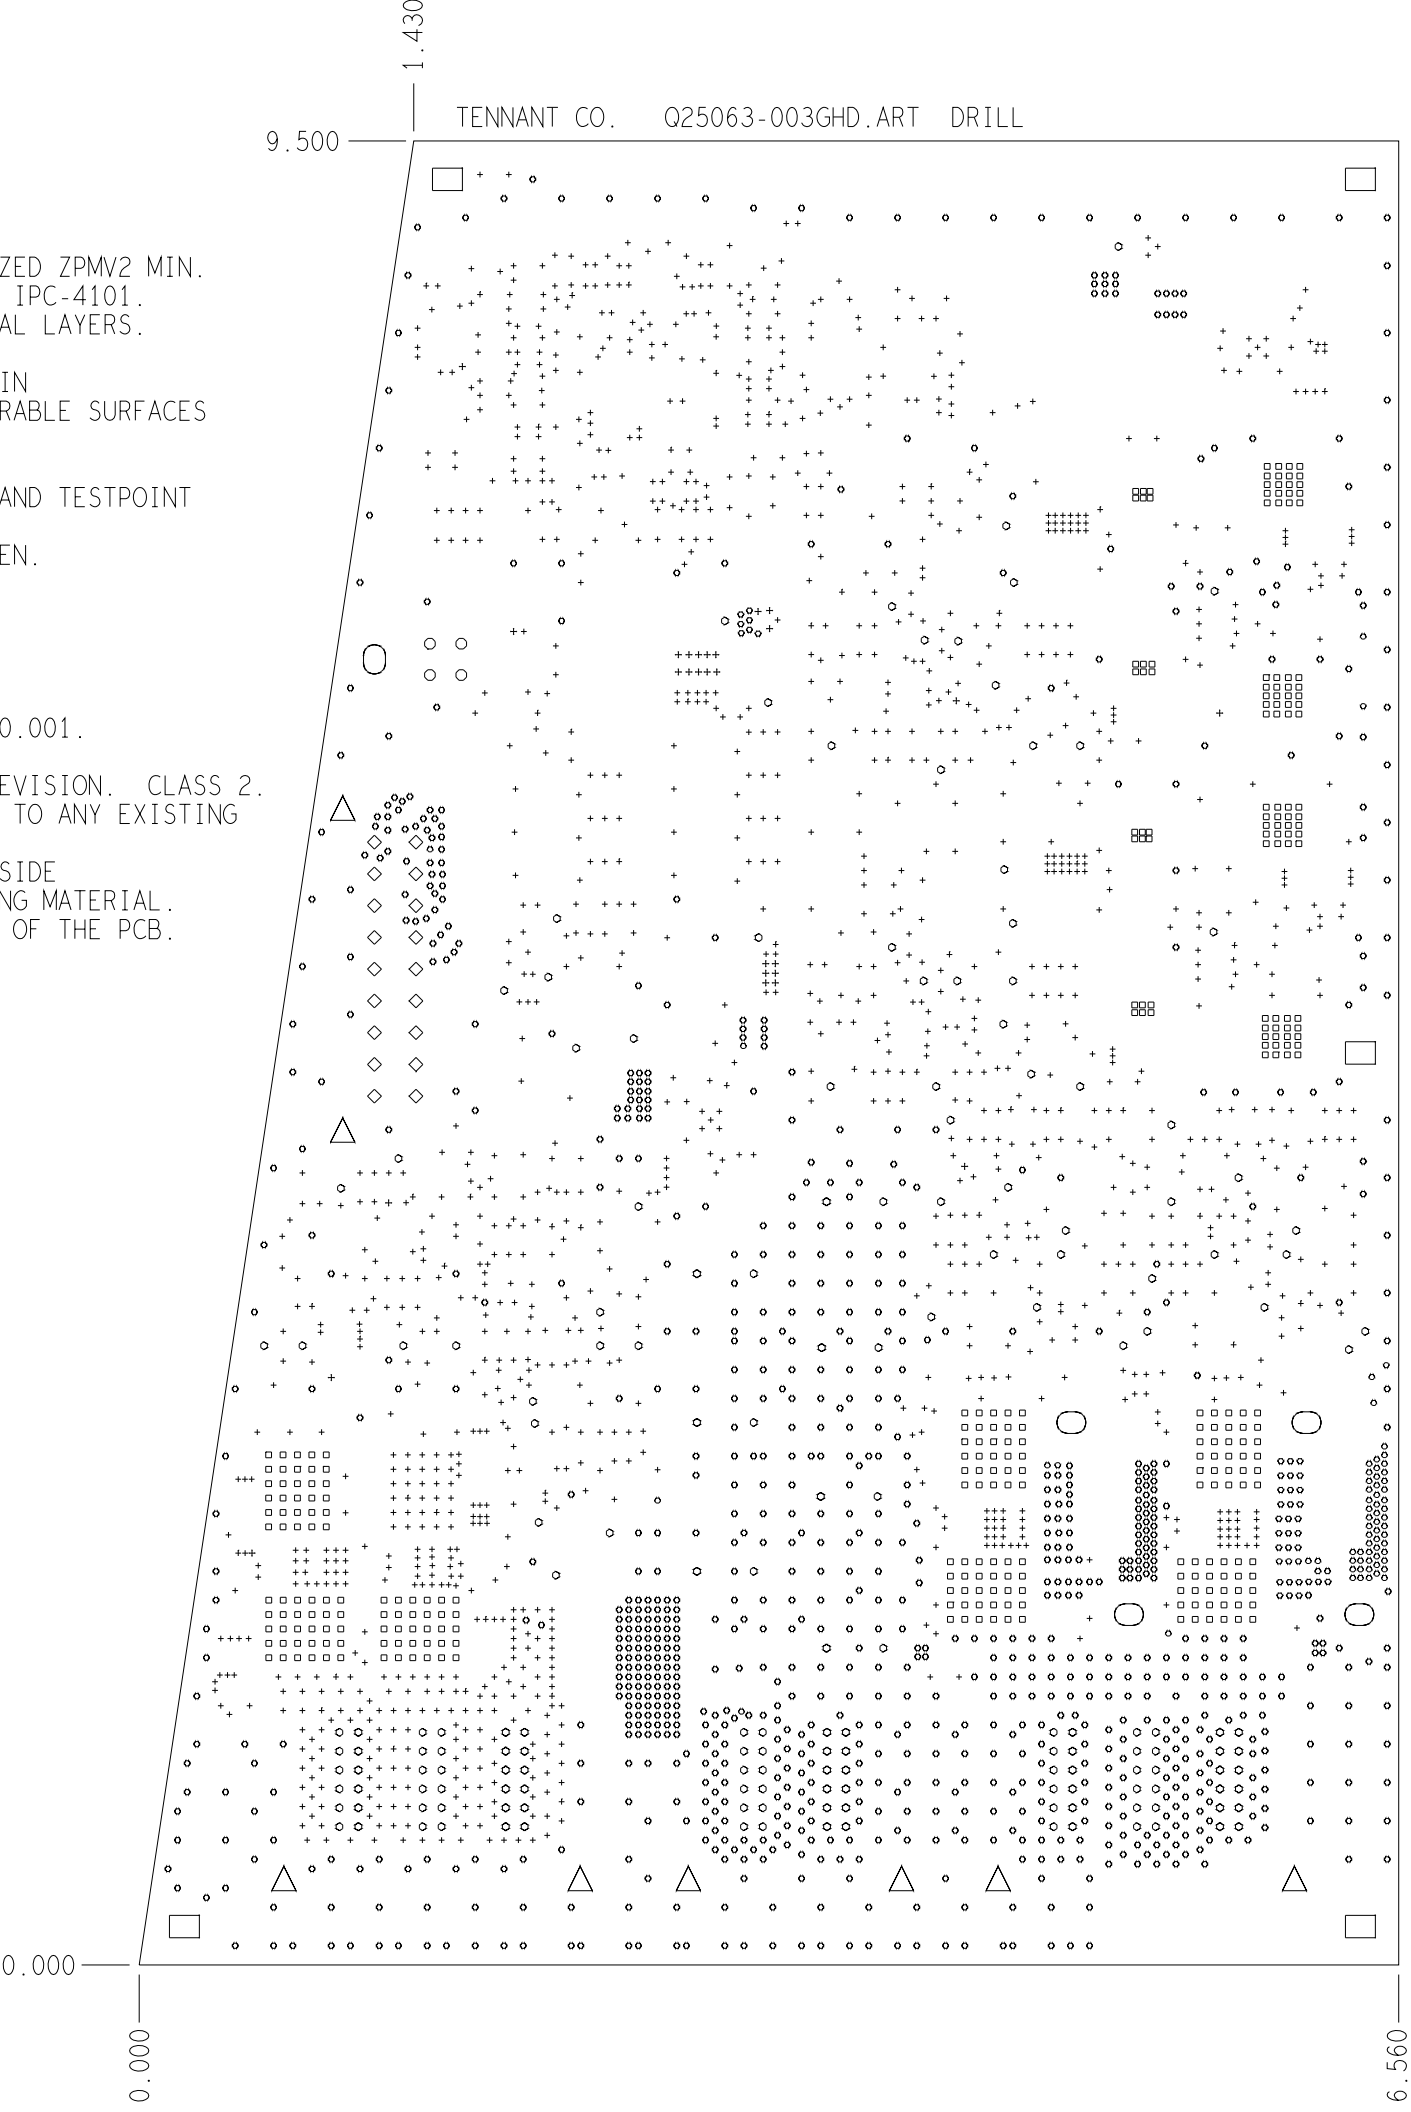 1.430
TENNANT CO. Q25063-003GHD.ART DRILL
9.500
ZED ZPMV2 MIN.
IPC-4101.
AL LAYERS.
IN
RABLE SURFACES
AND TESTPOINT
EN.
0.001.
EVISION. CLASS 2.
TO ANY EXISTING
SIDE
NG MATERIAL.
OF THE PCB.
0.000
0.000
6.560